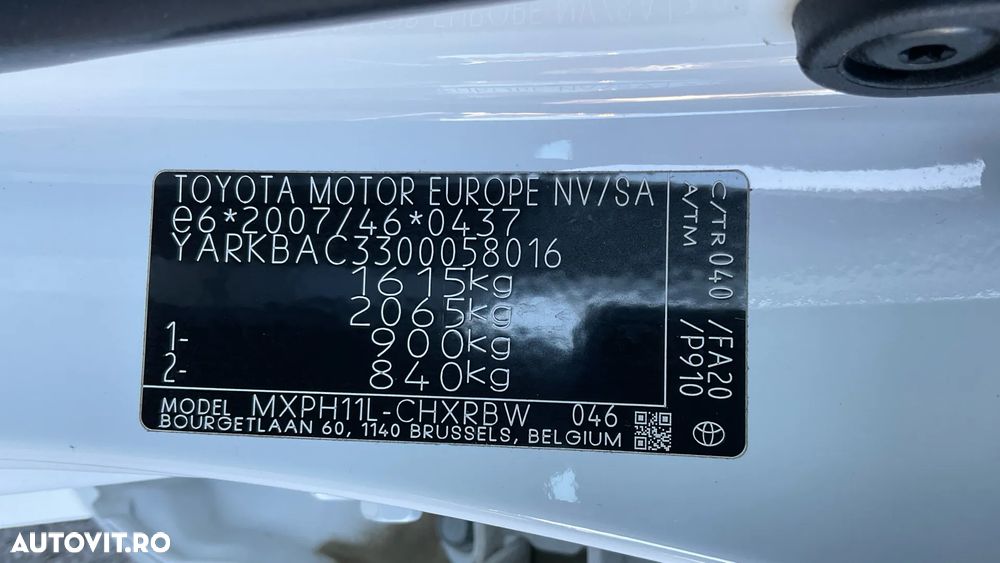 TOYOTA MOTOR EUROPE NV/SA
e6*2007/46*0437
YARKBAC3300058016
1615kg
2065kg
1- 900kg
2- 840kg
MODEL MXPH11L-CHXRBW 046
BOURGETLAAN 60, 1140 BRUSSELS, BELGIUM
C/TR 040 /FA20
A/TM /P910
AUTOVIT.RO